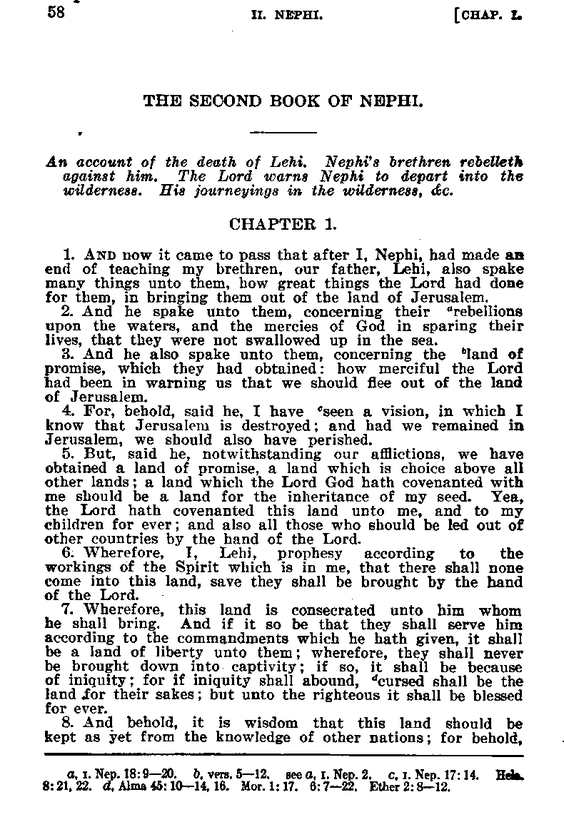 58 II. NEPHI. [CHAP. I.
THE SECOND BOOK OF NEPHI.
An account of the death of Lehi. Nephi's brethren rebelleth
against him. The Lord warns Nephi to depart into the
wilderness. His journeyings in the wilderness, &c.
CHAPTER 1.
1. AND now it came to pass that after I, Nephi, had made an
end of teaching my brethren, our father, Lehi, also spake
many things unto them, how great things the Lord had done
for them, in bringing them out of the land of Jerusalem.
2. And he spake unto them, concerning their ᵃrebellions
upon the waters, and the mercies of God in sparing their
lives, that they were not swallowed up in the sea.
3. And he also spake unto them, concerning the ᵇland of
promise, which they had obtained: how merciful the Lord
had been in warning us that we should flee out of the land
of Jerusalem.
4. For, behold, said he, I have ᶜseen a vision, in which I
know that Jerusalem is destroyed; and had we remained in
Jerusalem, we should also have perished.
5. But, said he, notwithstanding our afflictions, we have
obtained a land of promise, a land which is choice above all
other lands; a land which the Lord God hath covenanted with
me should be a land for the inheritance of my seed. Yea,
the Lord hath covenanted this land unto me, and to my
children for ever; and also all those who should be led out of
other countries by the hand of the Lord.
6. Wherefore, I, Lehi, prophesy according to the
workings of the Spirit which is in me, that there shall none
come into this land, save they shall be brought by the hand
of the Lord.
7. Wherefore, this land is consecrated unto him whom
he shall bring. And if it so be that they shall serve him
according to the commandments which he hath given, it shall
be a land of liberty unto them; wherefore, they shall never
be brought down into captivity; if so, it shall be because
of iniquity; for if iniquity shall abound, ᵈcursed shall be the
land for their sakes; but unto the righteous it shall be blessed
for ever.
8. And behold, it is wisdom that this land should be
kept as yet from the knowledge of other nations; for behold,
a, I. Nep. 18:9—20. b, vers. 5—12. see a, I. Nep. 2. c, I. Nep. 17:14. Hela.
8:21, 22. d, Alma 45:10—14, 16. Mor. 1:17. 6:7—22. Ether 2:8—12.